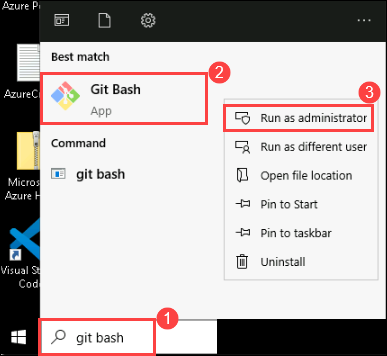 Azure Po
AzureC
Micros
Azure H
Visual St
Code
Best match
2
Git Bash
App
Command
git bash
3
Run as administrator
Run as different user
Open file location
Pin to Start
Pin to taskbar
Uninstall
1
git bash